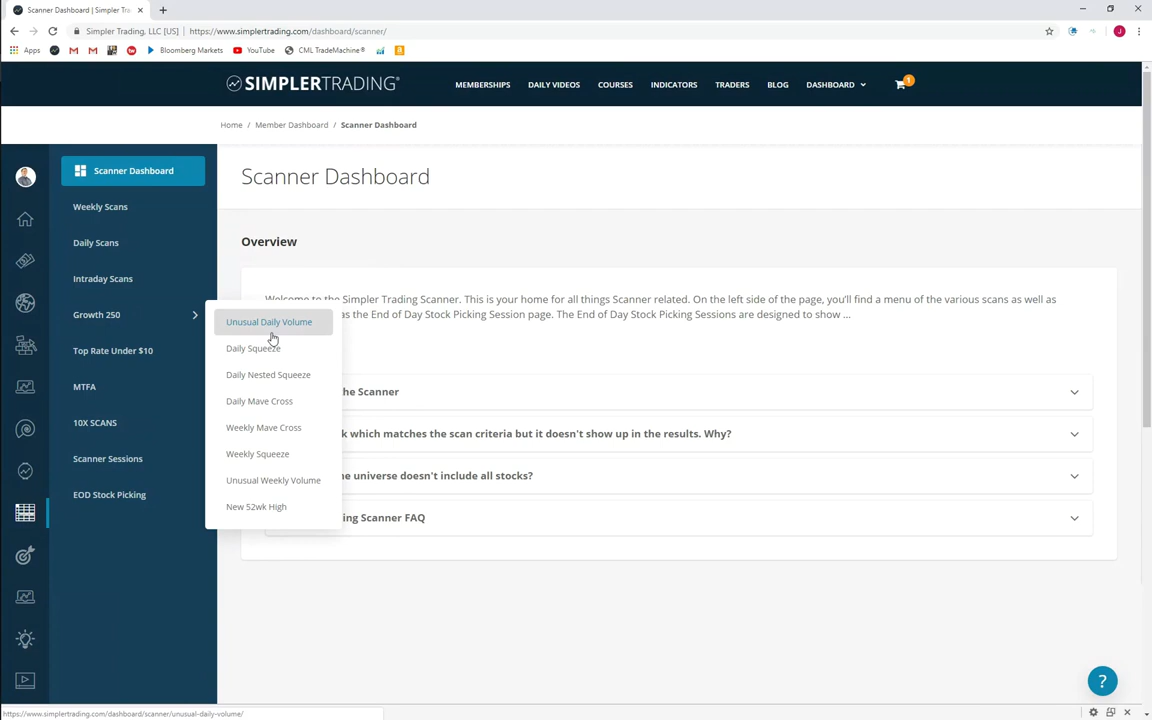 Scanner Dashboard | Simpler Tra
Simpler Trading, LLC [US] | https://www.simplertrading.com/dashboard/scanner/
J
Apps Bloomberg Markets YouTube CML TradeMachine®
SIMPLERTRADING®
MEMBERSHIPS DAILY VIDEOS COURSES INDICATORS TRADERS BLOG DASHBOARD 1
Home / Member Dashboard / Scanner Dashboard
Scanner Dashboard
Weekly Scans
Daily Scans
Intraday Scans
Growth 250
Top Rate Under $10
MTFA
10X SCANS
Scanner Sessions
EOD Stock Picking
Unusual Daily Volume
Daily Squeeze
Daily Nested Squeeze
Daily Mave Cross
Weekly Mave Cross
Weekly Squeeze
Unusual Weekly Volume
New 52wk High
Scanner Dashboard
Overview
Welcome to the Simpler Trading Scanner. This is your home for all things Scanner related. On the left side of the page, you'll find a menu of the various scans as well as
as the End of Day Stock Picking Session page. The End of Day Stock Picking Sessions are designed to show ...
he Scanner
k which matches the scan criteria but it doesn't show up in the results. Why?
e universe doesn't include all stocks?
ing Scanner FAQ
?
https://www.simplertrading.com/dashboard/scanner/unusual-daily-volume/